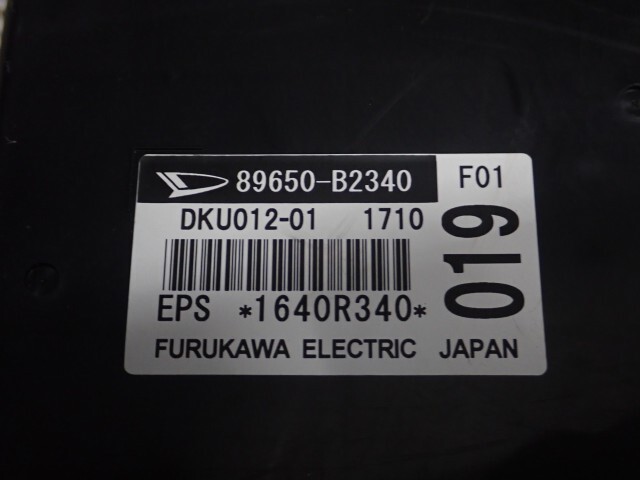 89650-B2340 F01
DKU012-01 1710
019
EPS *1640R340*
FURUKAWA ELECTRIC JAPAN